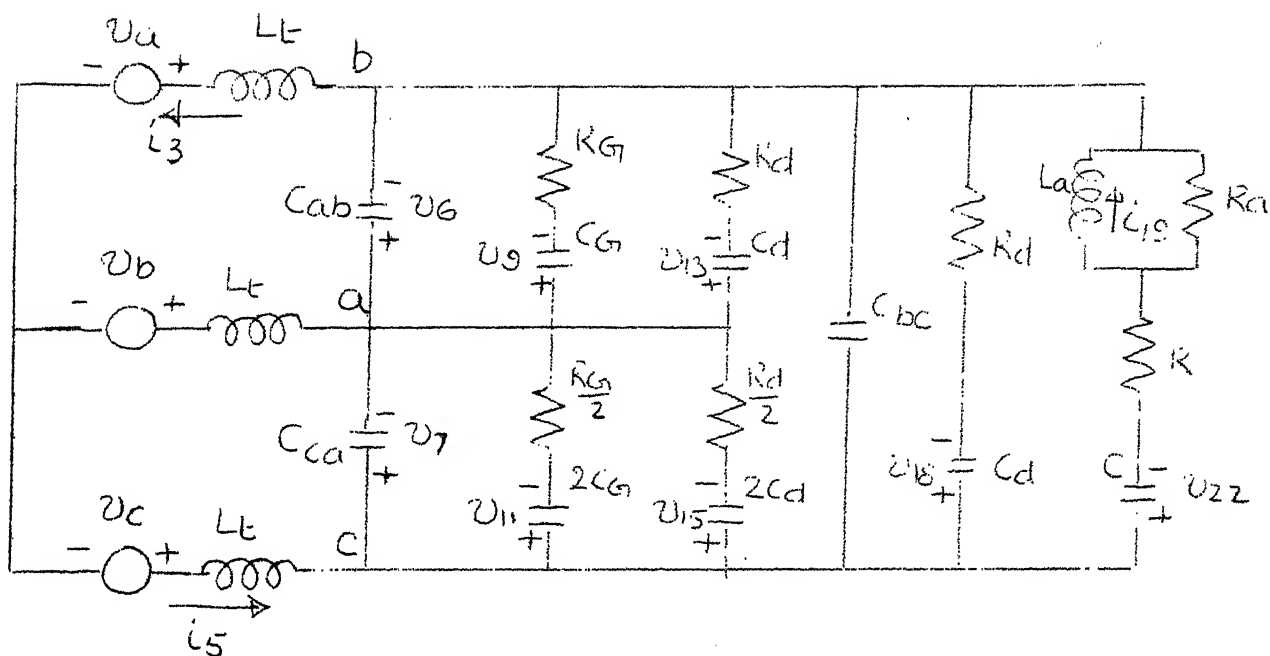 va Lt b
- +
i3
RG Rd
Cab - v6 +
v9 - CG +
v13 - Cd +
La i19 Ra
Rd
vb Lt a
- +
Cbc
R
Cca - v7 +
RG/2 Rd/2
v11 - 2CG +
v15 - 2Cd +
v18 - Cd +
C - v22 +
vc Lt c
- +
i5